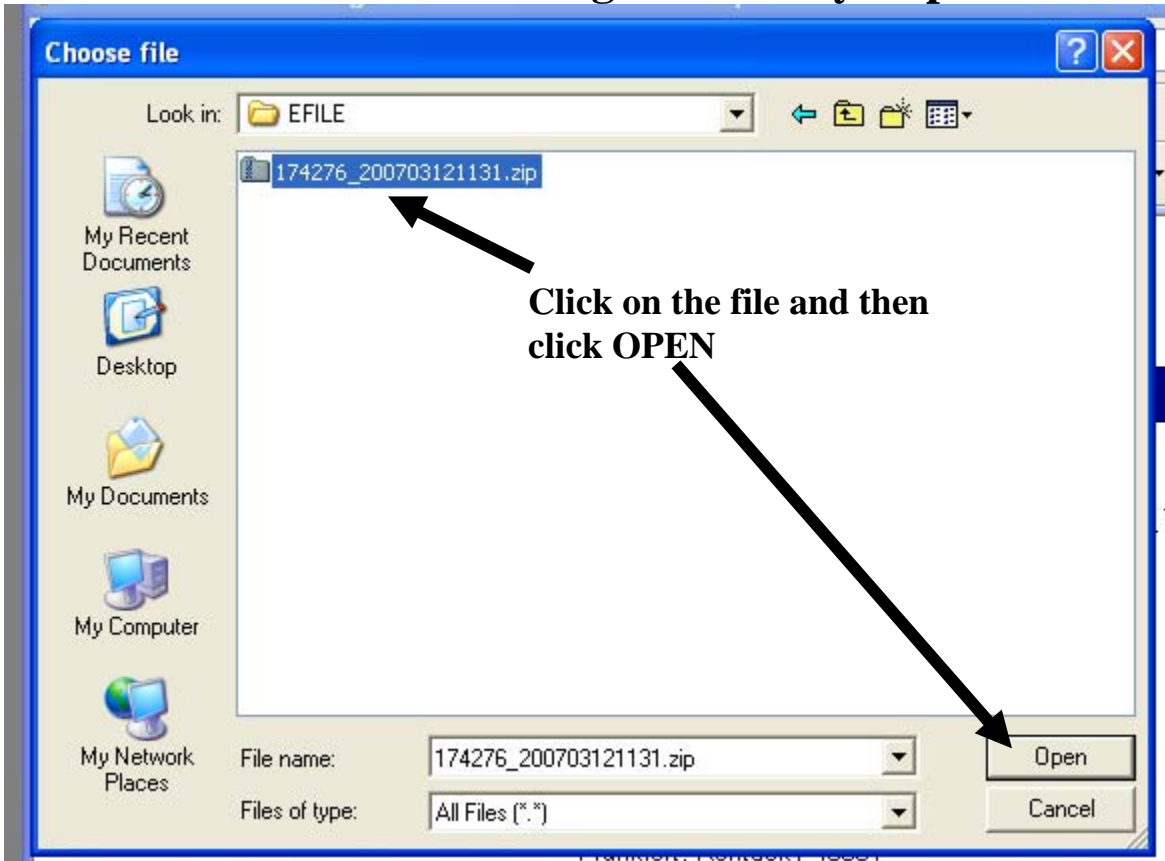 Choose file
Look in: EFILE
174276_200703121131.zip
My Recent
Documents
Click on the file and then
click OPEN
Desktop
My Documents
My Computer
My Network
Places
File name: 174276_200703121131.zip Open
Files of type: All Files (*.*) Cancel